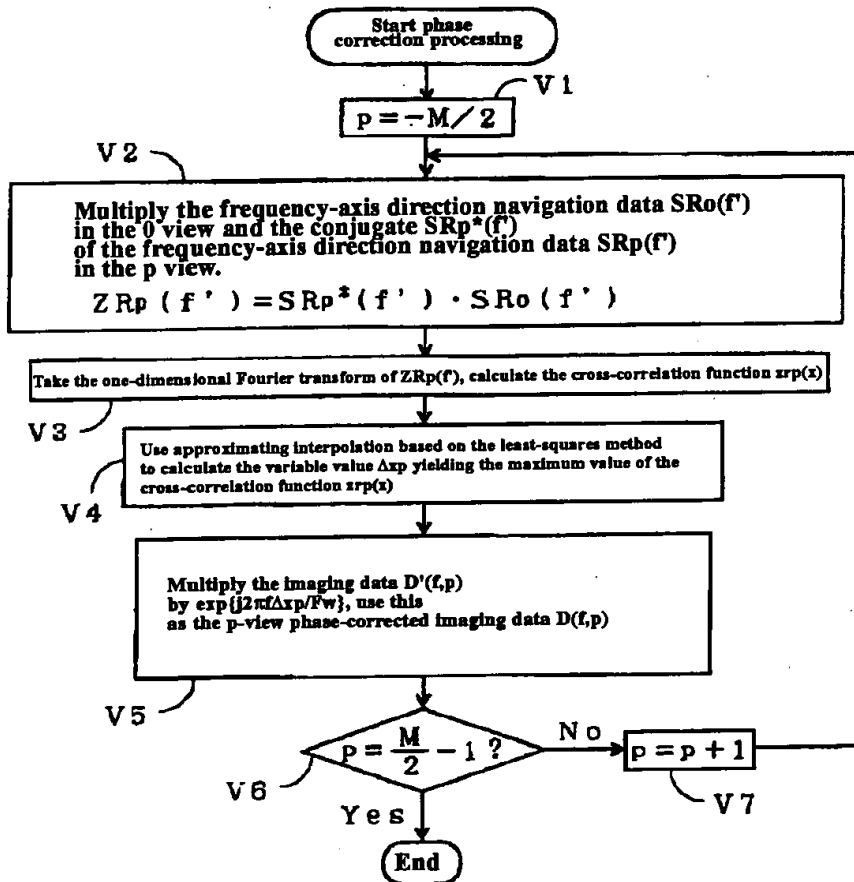 Start phase
correction processing
V1
p=-M/2
V2
Multiply the frequency-axis direction navigation data SRo(f')
in the 0 view and the conjugate SRp*(f')
of the frequency-axis direction navigation data SRp(f')
in the p view.
ZRp (f') = SRp*(f') · SRo(f')
Take the one-dimensional Fourier transform of ZRp(f'), calculate the cross-correlation function zrp(x)
V3
Use approximating interpolation based on the least-squares method
to calculate the variable value Δxp yielding the maximum value of the
cross-correlation function zrp(x)
V4
Multiply the imaging data D'(f,p)
by exp{j2πfΔxp/Fw}, use this
as the p-view phase-corrected imaging data D(f,p)
V5
p = M/2 - 1 ?
No
p = p + 1
V6
V7
Yes
End